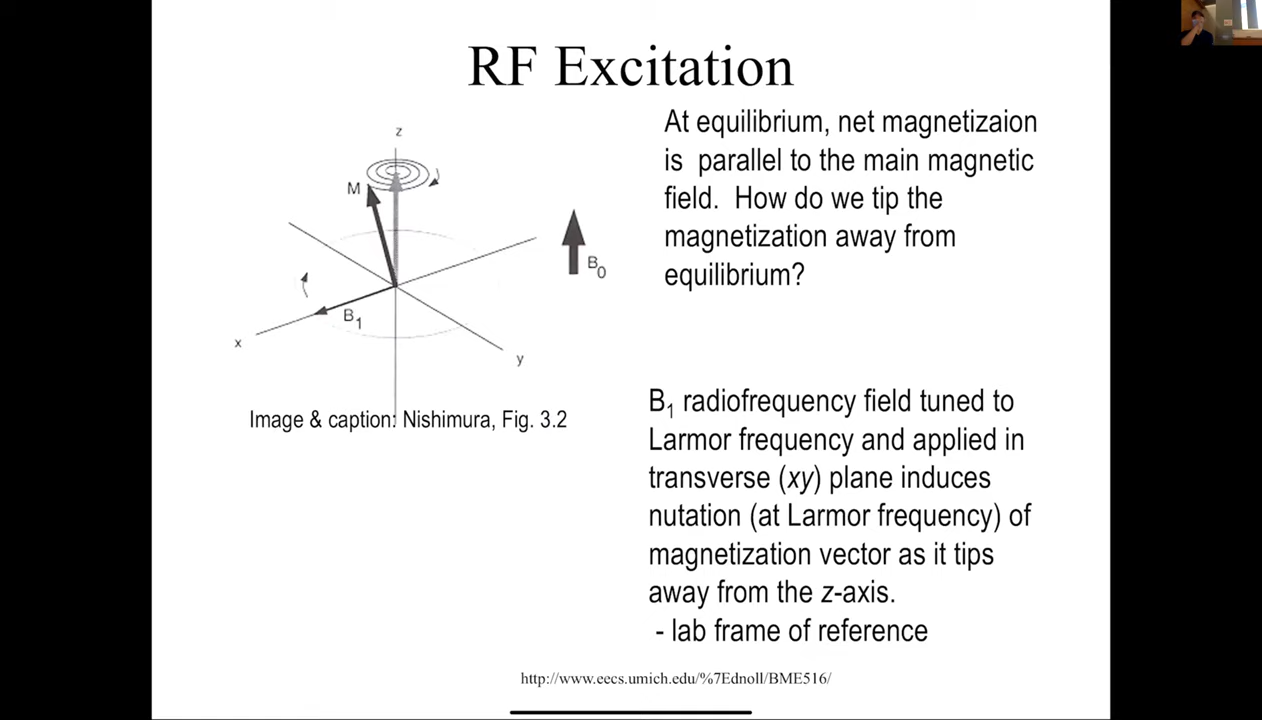 RF Excitation
z
M
B0
B1
x
y
Image & caption: Nishimura, Fig. 3.2
At equilibrium, net magnetizaion
is parallel to the main magnetic
field. How do we tip the
magnetization away from
equilibrium?
B1 radiofrequency field tuned to
Larmor frequency and applied in
transverse (xy) plane induces
nutation (at Larmor frequency) of
magnetization vector as it tips
away from the z-axis.
- lab frame of reference
http://www.eecs.umich.edu/%7Ednoll/BME516/